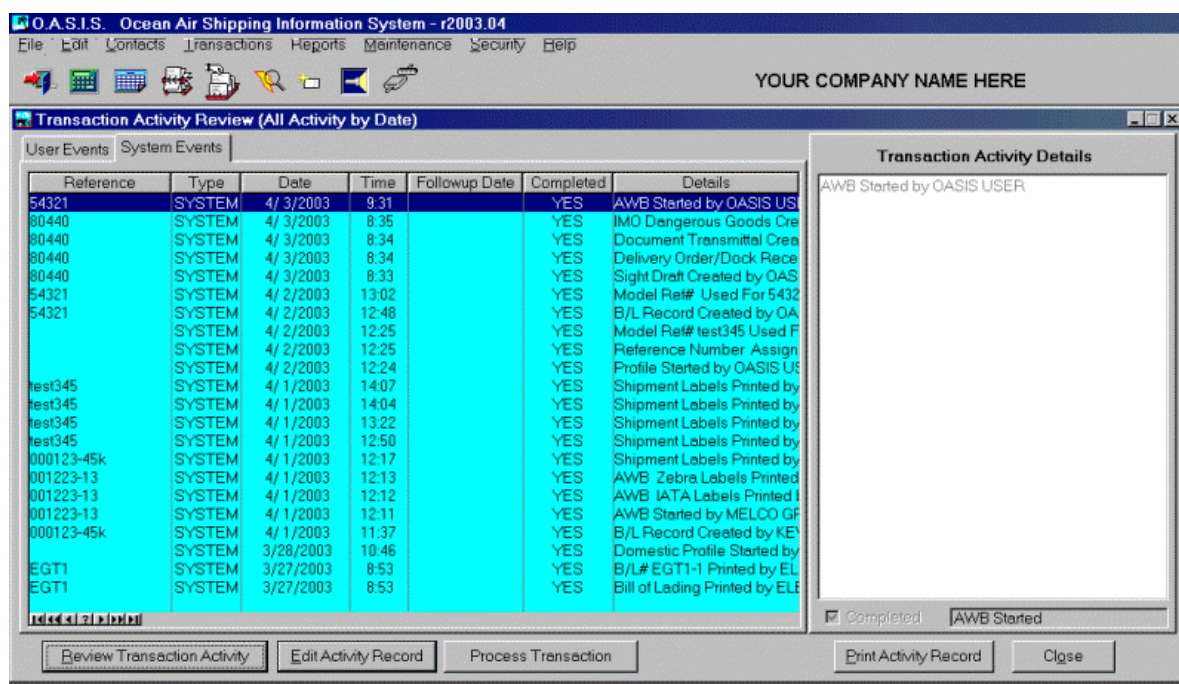 O.A.S.I.S. Ocean Air Shipping Information System - r2003.04
File Edit Contacts Transactions Reports Maintenance Security Help
YOUR COMPANY NAME HERE
Transaction Activity Review (All Activity by Date)
User Events System Events
Transaction Activity Details
Reference Type Date Time Followup Date Completed Details
AWB Started by OASIS USER
54321 SYSTEM 4/ 3/2003 9:31 YES AWB Started by OASIS USI
80440 SYSTEM 4/ 3/2003 8:35 YES IMO Dangerous Goods Cre
80440 SYSTEM 4/ 3/2003 8:34 YES Document Transmittal Crea
80440 SYSTEM 4/ 3/2003 8:34 YES Delivery Order/Dock Rece
80440 SYSTEM 4/ 3/2003 8:33 YES Sight Draft Created by OAS
54321 SYSTEM 4/ 2/2003 13:02 YES Model Ref# Used For 5432
54321 SYSTEM 4/ 2/2003 12:48 YES B/L Record Created by OA
SYSTEM 4/ 2/2003 12:25 YES Model Ref# test345 Used F
SYSTEM 4/ 2/2003 12:25 YES Reference Number Assign
SYSTEM 4/ 2/2003 12:24 YES Profile Started by OASIS US
test345 SYSTEM 4/ 1/2003 14:07 YES Shipment Labels Printed by
test345 SYSTEM 4/ 1/2003 14:04 YES Shipment Labels Printed by
test345 SYSTEM 4/ 1/2003 13:22 YES Shipment Labels Printed by
test345 SYSTEM 4/ 1/2003 12:50 YES Shipment Labels Printed by
000123-45k SYSTEM 4/ 1/2003 12:17 YES Shipment Labels Printed by
001223-13 SYSTEM 4/ 1/2003 12:13 YES AWB Zebra Labels Printed
001223-13 SYSTEM 4/ 1/2003 12:12 YES AWB IATA Labels Printed
001223-13 SYSTEM 4/ 1/2003 12:11 YES AWB Started by MELCO GF
000123-45k SYSTEM 4/ 1/2003 11:37 YES B/L Record Created by KEY
SYSTEM 3/28/2003 10:46 YES Domestic Profile Started by
EGT1 SYSTEM 3/27/2003 8:53 YES B/L# EGT1-1 Printed by EL
EGT1 SYSTEM 3/27/2003 8:53 YES Bill of Lading Printed by ELE
Completed AWB Started
Review Transaction Activity Edit Activity Record Process Transaction Print Activity Record Close